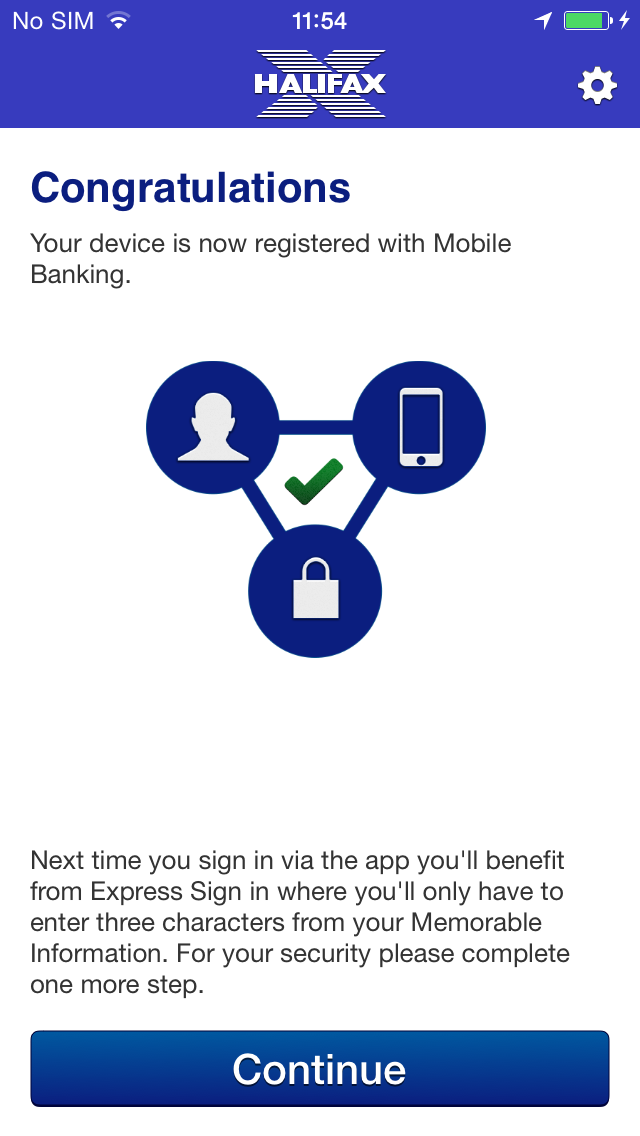 No SIM 11:54
HALIFAX
Congratulations
Your device is now registered with Mobile
Banking.
Next time you sign in via the app you'll benefit
from Express Sign in where you'll only have to
enter three characters from your Memorable
Information. For your security please complete
one more step.
Continue